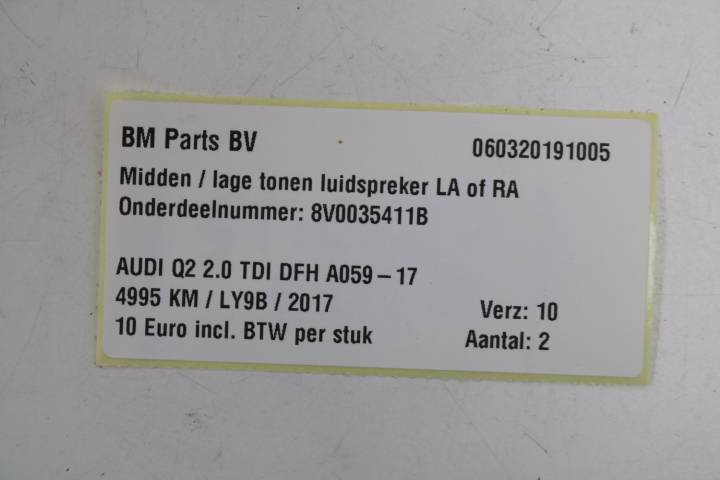 BM Parts BV 060320191005
Midden / lage tonen luidspreker LA of RA
Onderdeelnummer: 8V0035411B
AUDI Q2 2.0 TDI DFH A059-17
4995 KM / LY9B / 2017 Verz: 10
10 Euro incl. BTW per stuk Aantal: 2